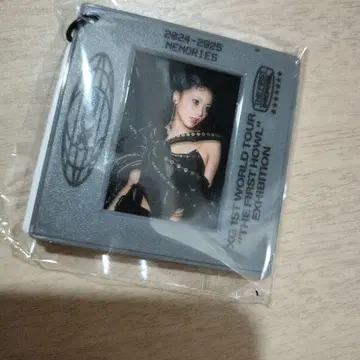 2024-2025
MEMORIES
XG 1ST WORLD TOUR
"THE FIRST HOWL"
EXHIBITION